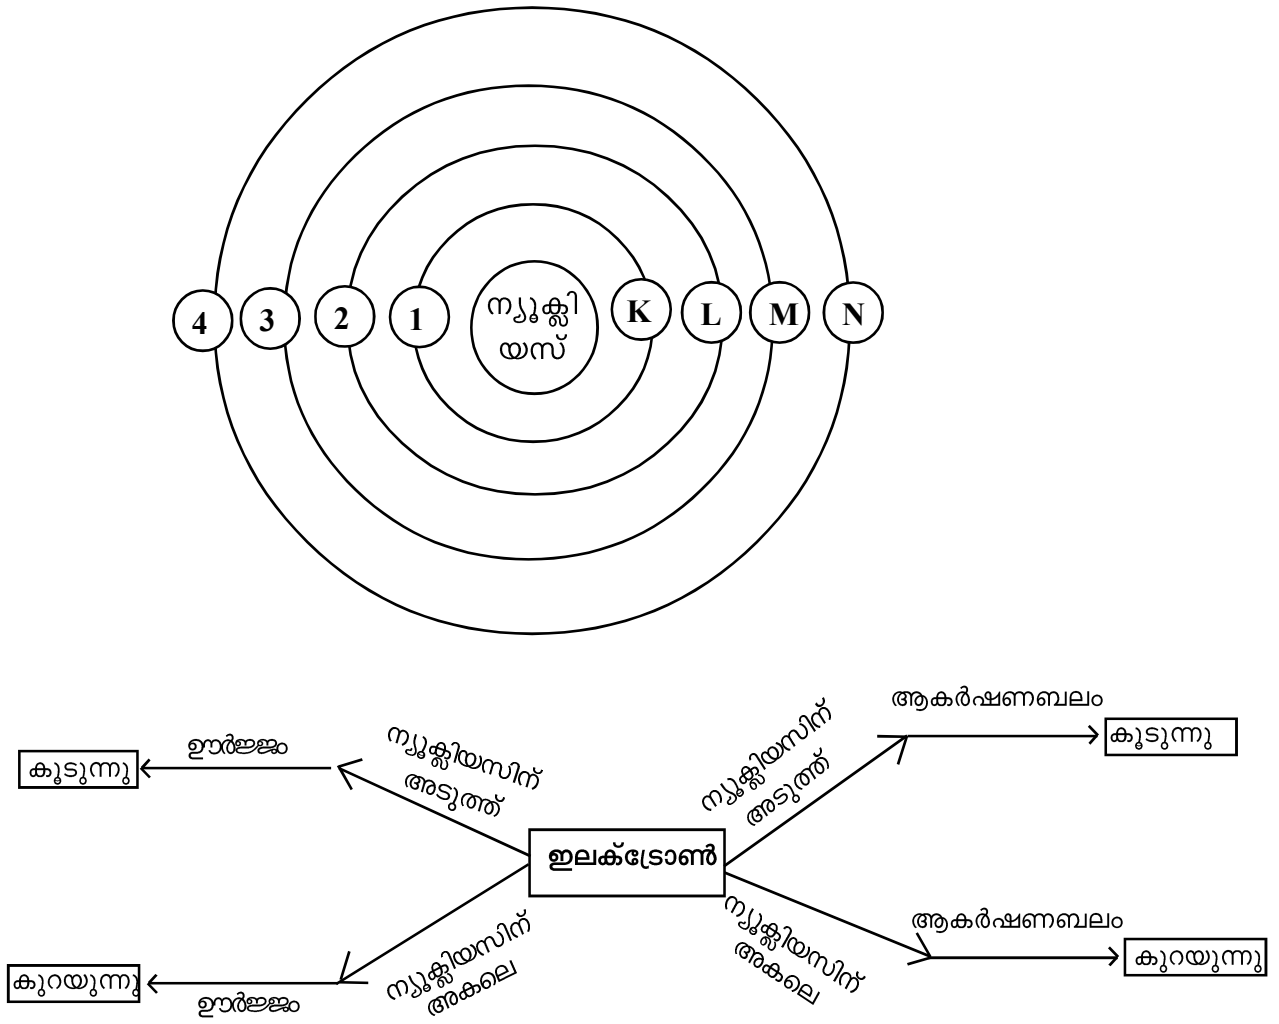 ന്യൂക്ലി
യസ്
4 3 2 1 K L M N
ആകർഷണബലം
കൂടുന്നു
ന്യൂക്ലിയസിന്
അടുത്ത്
ഊർജ്ജം
കൂടുന്നു
ന്യൂക്ലിയസിന്
അടുത്ത്
ഇലക്ട്രോൺ
ന്യൂക്ലിയസിന്
അകലെ
ഊർജ്ജം
കുറയുന്നു
ന്യൂക്ലിയസിന്
അകലെ
ആകർഷണബലം
കുറയുന്നു